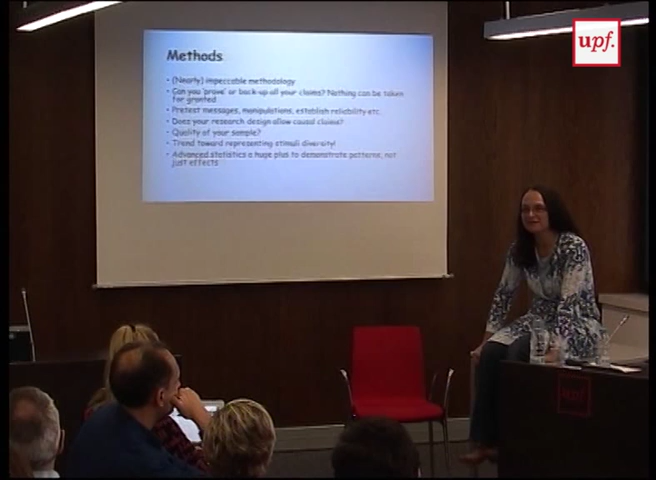 upf.
Methods
• (Nearly) impeccable methodology
• Can you 'prove' or back-up all your claims? Nothing can be taken
for granted
• Pretest messages, manipulations, establish reliability etc.
• Does your research design allow causal claims?
• Quality of your sample?
• Trend toward representing stimuli diversity!
• Advanced statistics a huge plus to demonstrate patterns, not
just effects
upf.